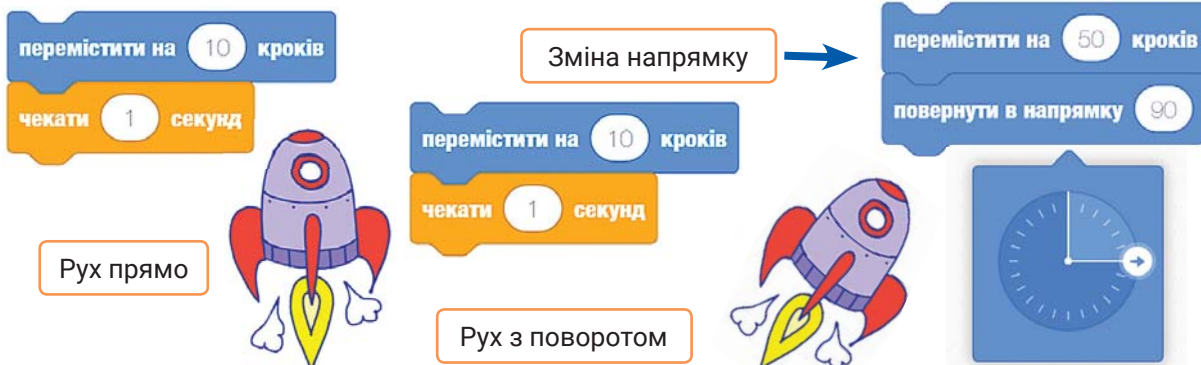 перемістити на 10 кроків
чекати 1 секунд
Рух прямо
перемістити на 10 кроків
чекати 1 секунд
Рух з поворотом
Зміна напрямку
перемістити на 50 кроків
повернути в напрямку 90